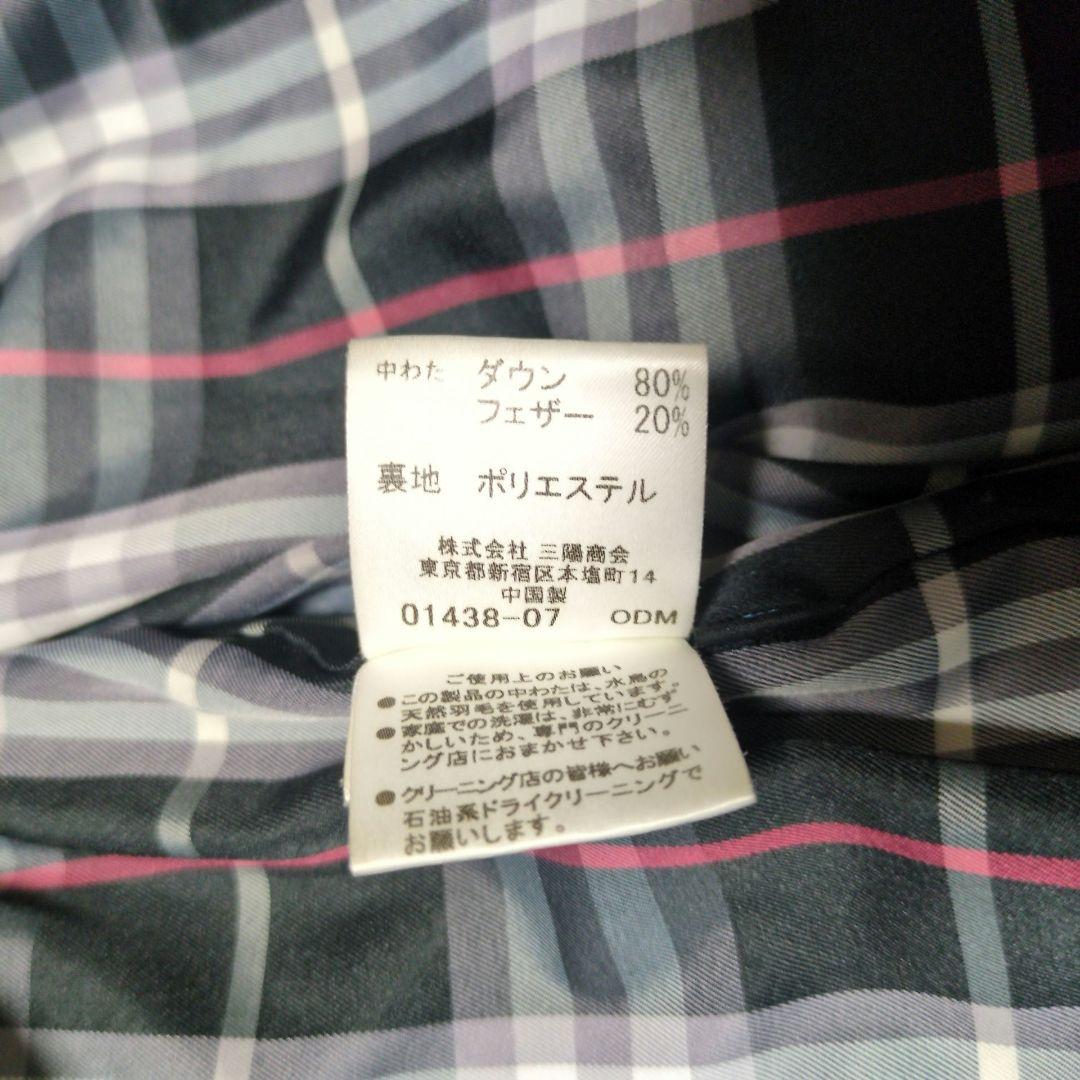 中わた ダウン 80%
フェザー 20%
裏地 ポリエステル
株式会社 三陽商会
東京都新宿区本塩町14
中国製
01438-07 ODM
ご使用上のお願い
●この製品の中わたは、水鳥の
天然羽毛を使用しています。
●家庭での洗濯は、非常にむず
かしいため、専門のクリーニ
ング店におまかせ下さい。
●クリーニング店の皆様へお願い
石油系ドライクリーニングで
お願いします。